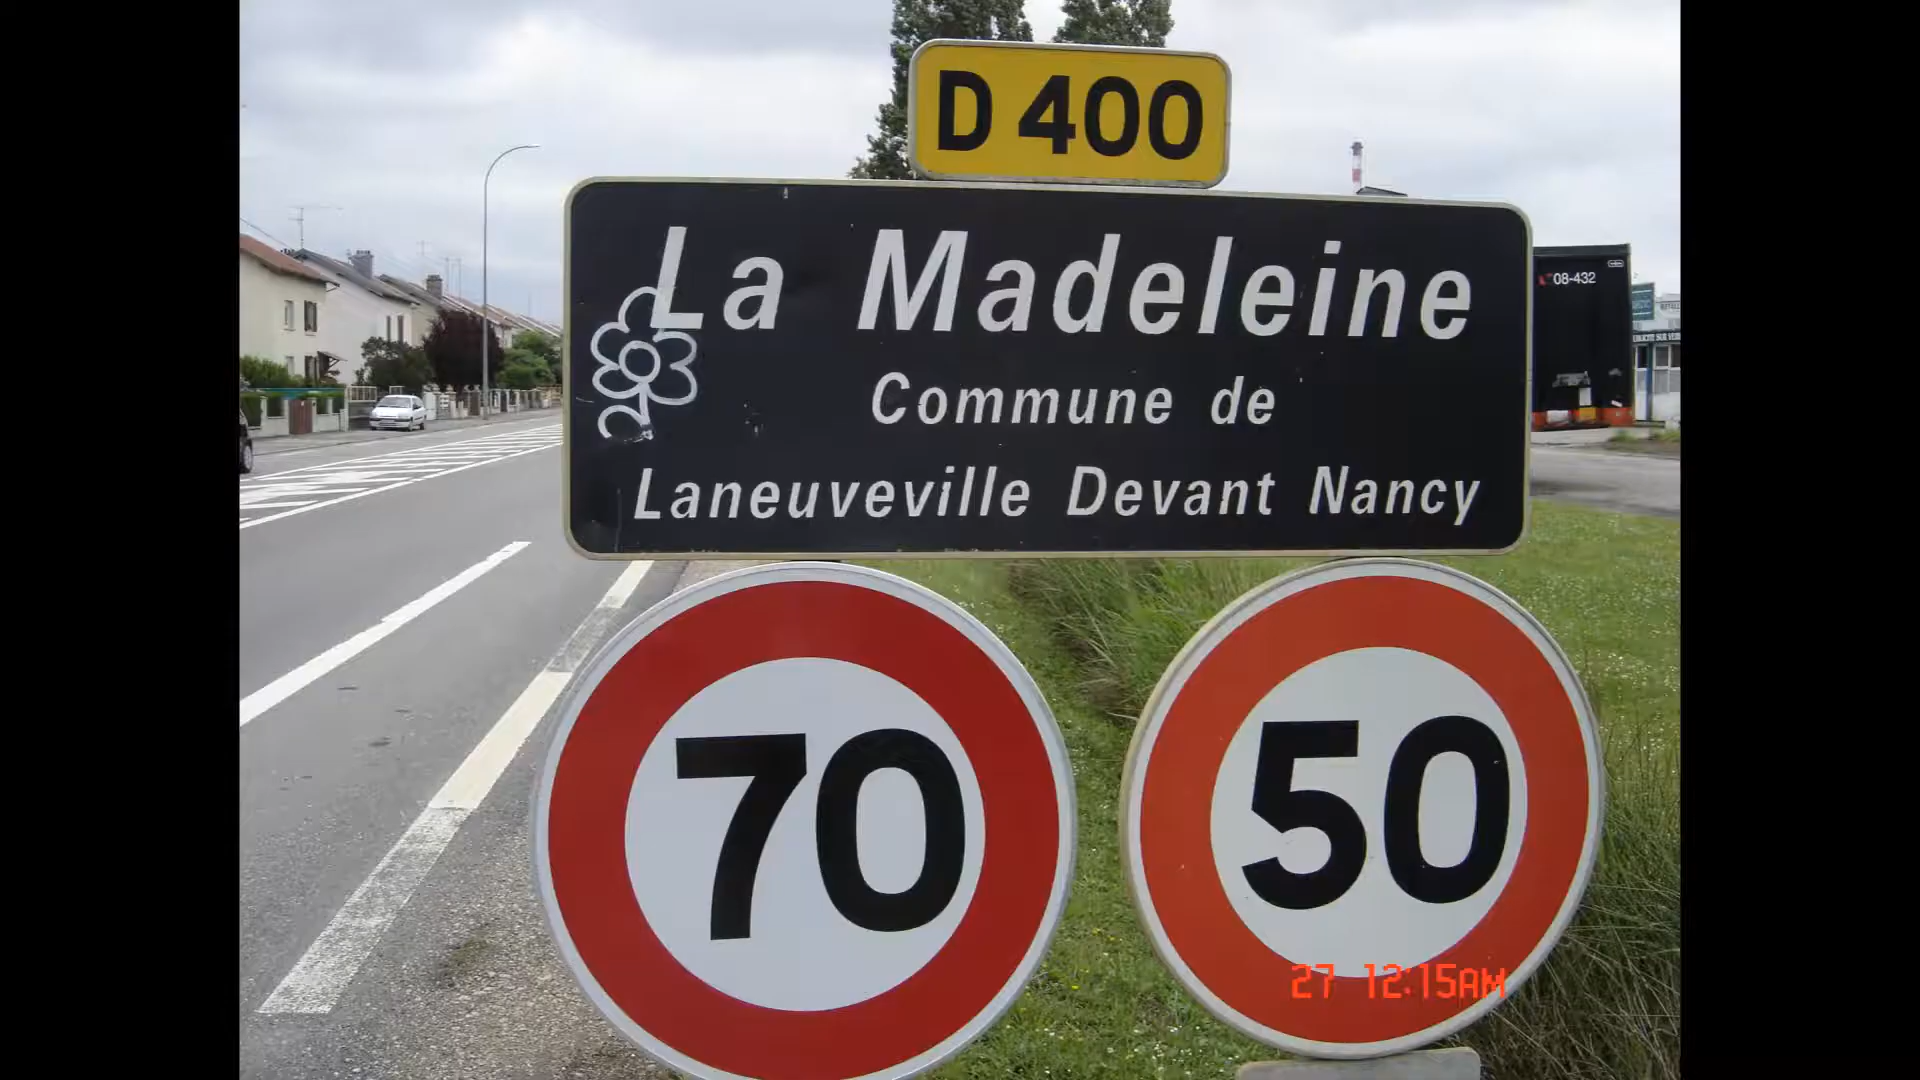 D 400
La Madeleine
Commune de
Laneuveville Devant Nancy
08-432
70
50
27 12:15AM